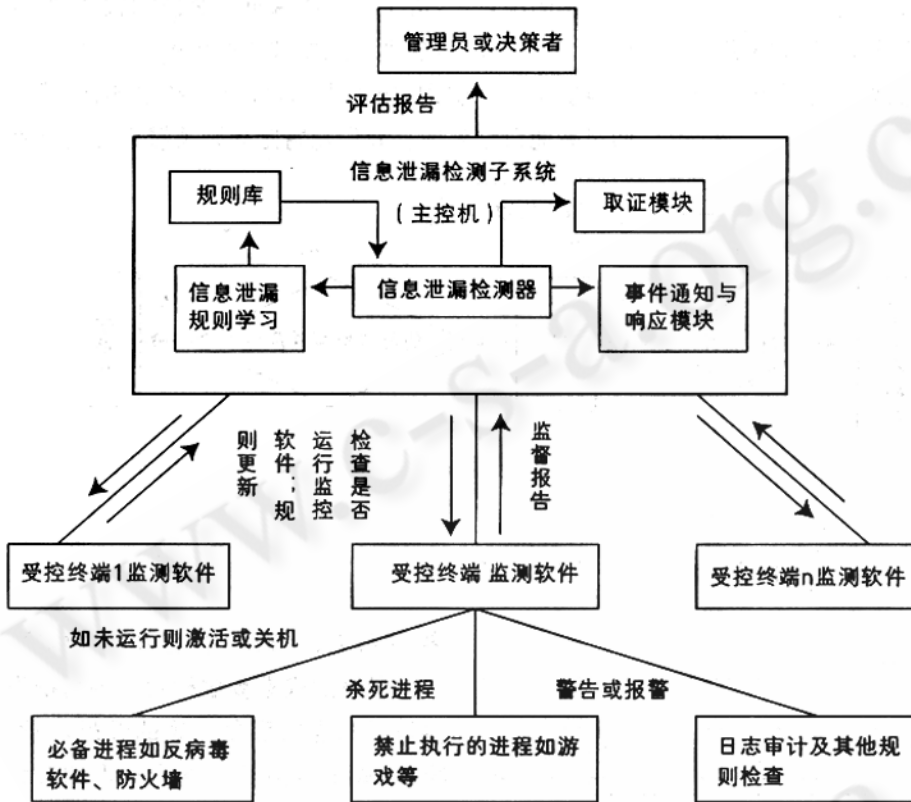 管理员或决策者
评估报告
信息泄漏检测子系统
（主控机）
规则库
取证模块
信息泄漏
规则学习
信息泄漏检测器
事件通知与
响应模块
检查是否
运行监控
软件；规
则更新
监督报告
受控终端1监测软件
受控终端 监测软件
受控终端n监测软件
如未运行则激活或关机
杀死进程
警告或报警
必备进程如反病毒
软件、防火墙
禁止执行的进程如游
戏等
日志审计及其他规
则检查
www.c-s-a.org.c